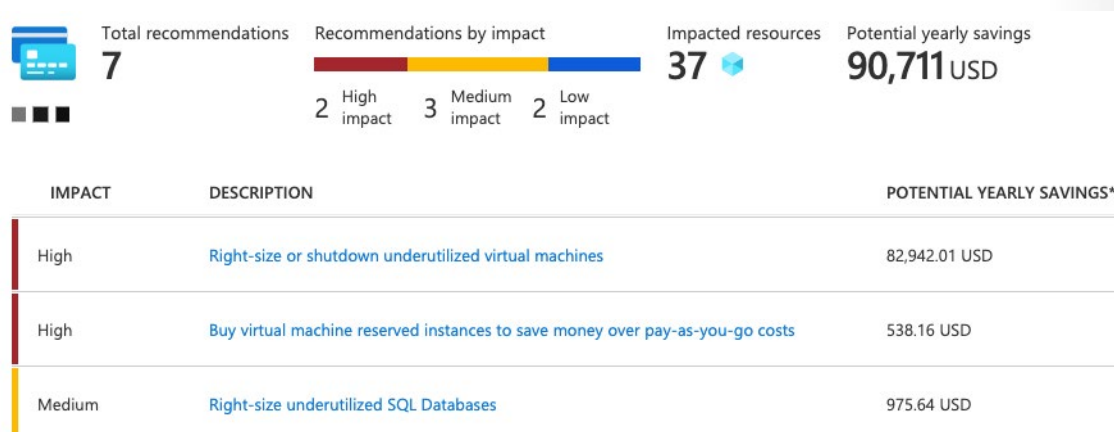 Total recommendations
7
Recommendations by impact
2 High impact
3 Medium impact
2 Low impact
Impacted resources
37
Potential yearly savings
90,711 USD
IMPACT DESCRIPTION POTENTIAL YEARLY SAVINGS*
High Right-size or shutdown underutilized virtual machines 82,942.01 USD
High Buy virtual machine reserved instances to save money over pay-as-you-go costs 538.16 USD
Medium Right-size underutilized SQL Databases 975.64 USD